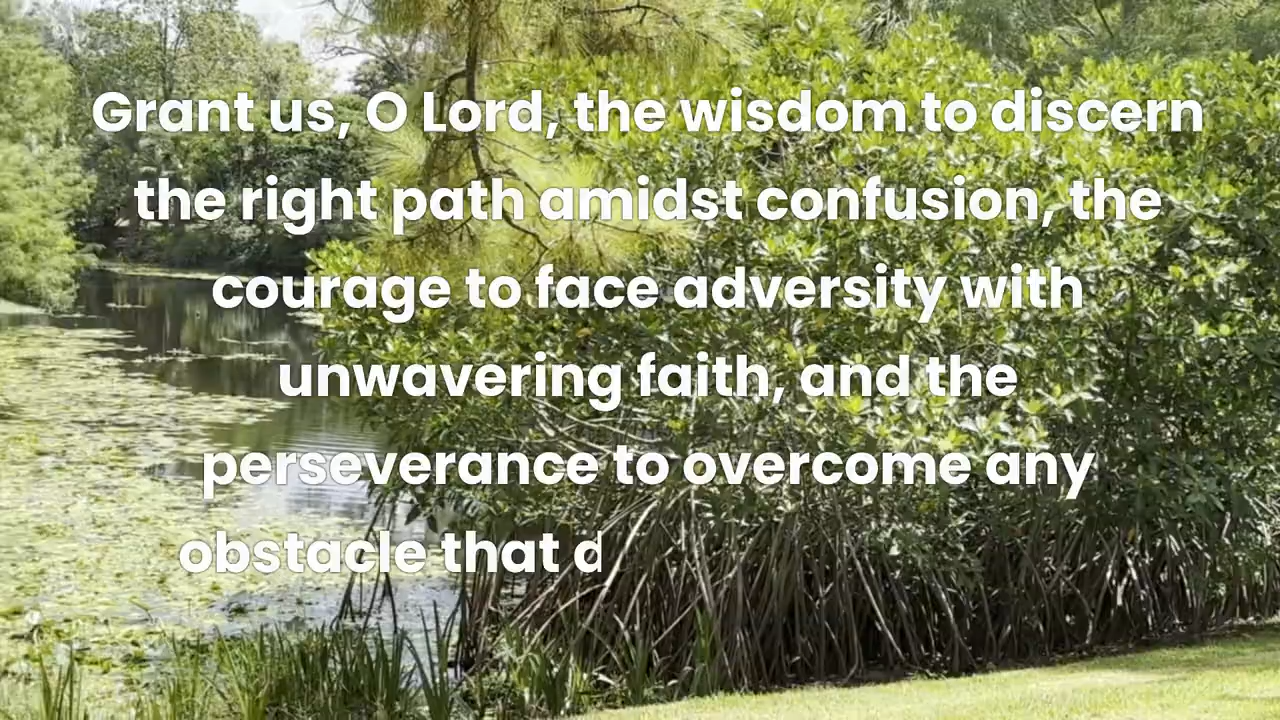 Grant us, O Lord, the wisdom to discern
the right path amidst confusion, the
courage to face adversity with
unwavering faith, and the
perseverance to overcome any
obstacle that